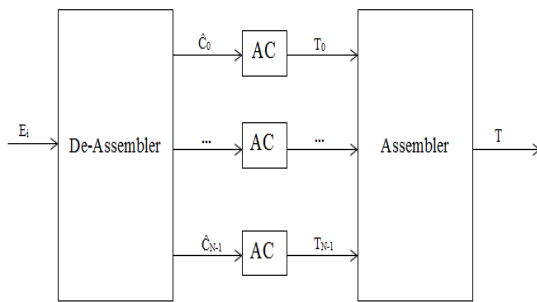 Ĉ0 AC T0
Ei De-Assembler ... AC ... Assembler T
ĈN-1 AC TN-1